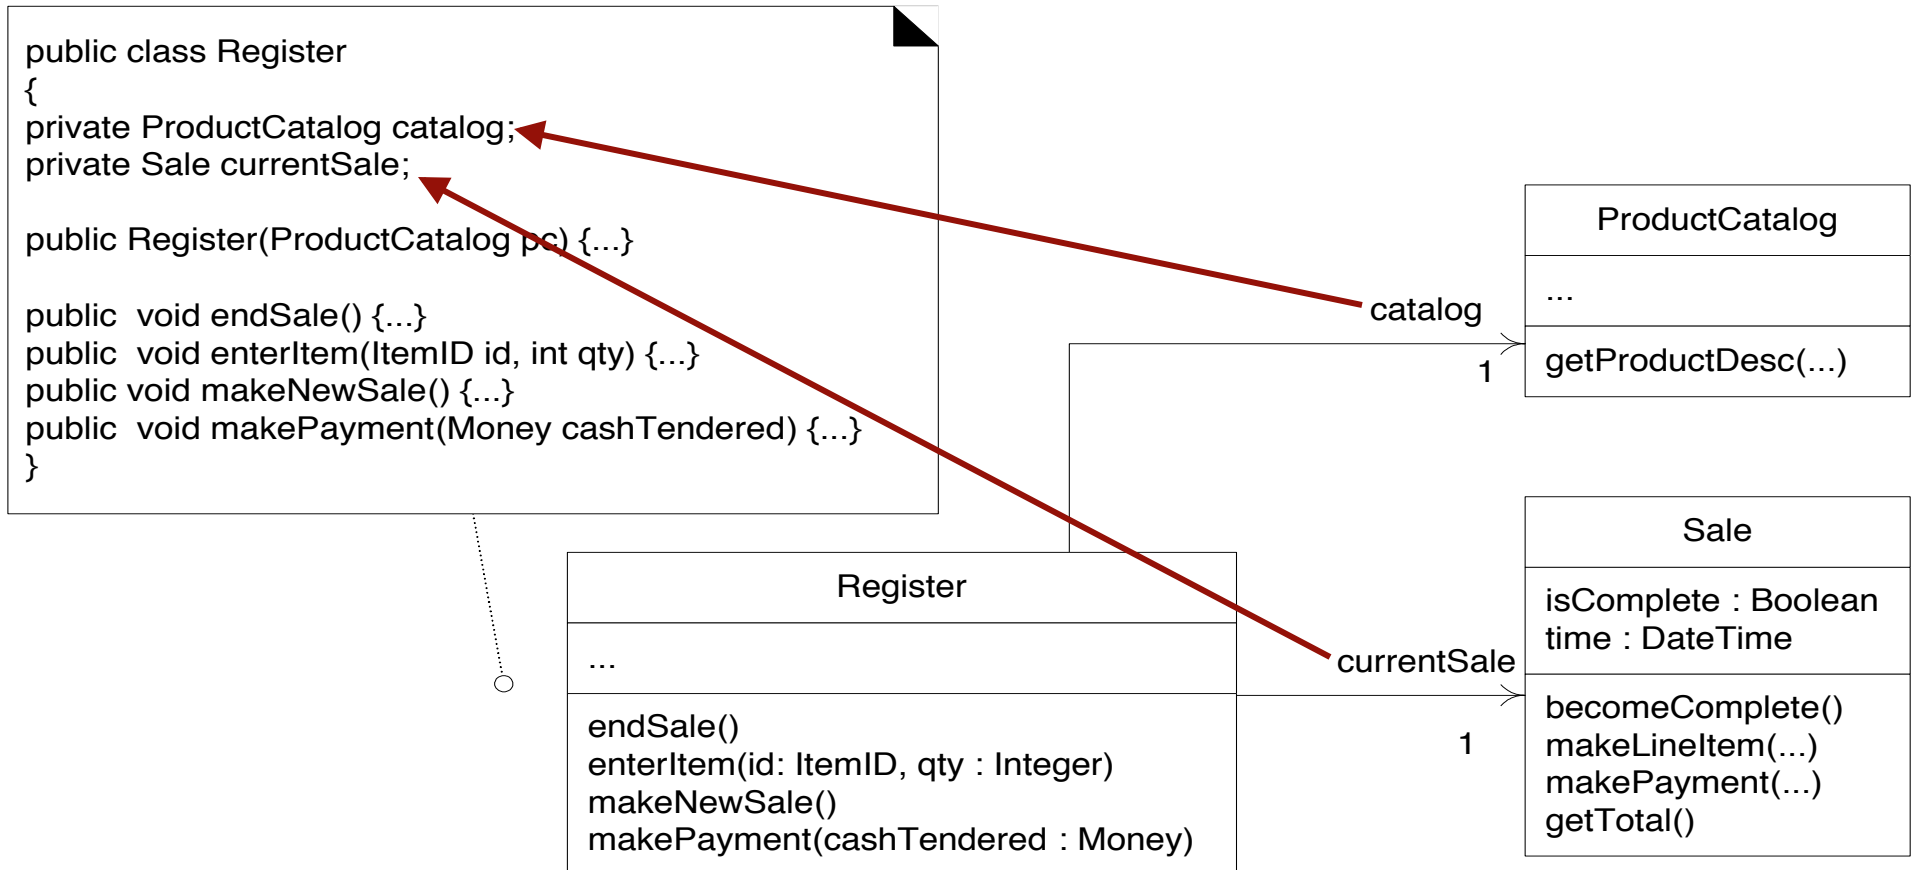 public class Register
{
private ProductCatalog catalog;
private Sale currentSale;
public Register(ProductCatalog pc) {...}
public  void endSale() {...}
public  void enterItem(ItemID id, int qty) {...}
public void makeNewSale() {...}
public  void makePayment(Money cashTendered) {...}
}
ProductCatalog
...
getProductDesc(...)
catalog
1
Register
...
endSale()
enterItem(id: ItemID, qty : Integer)
makeNewSale()
makePayment(cashTendered : Money)
currentSale
1
Sale
isComplete : Boolean
time : DateTime
becomeComplete()
makeLineItem(...)
makePayment(...)
getTotal()